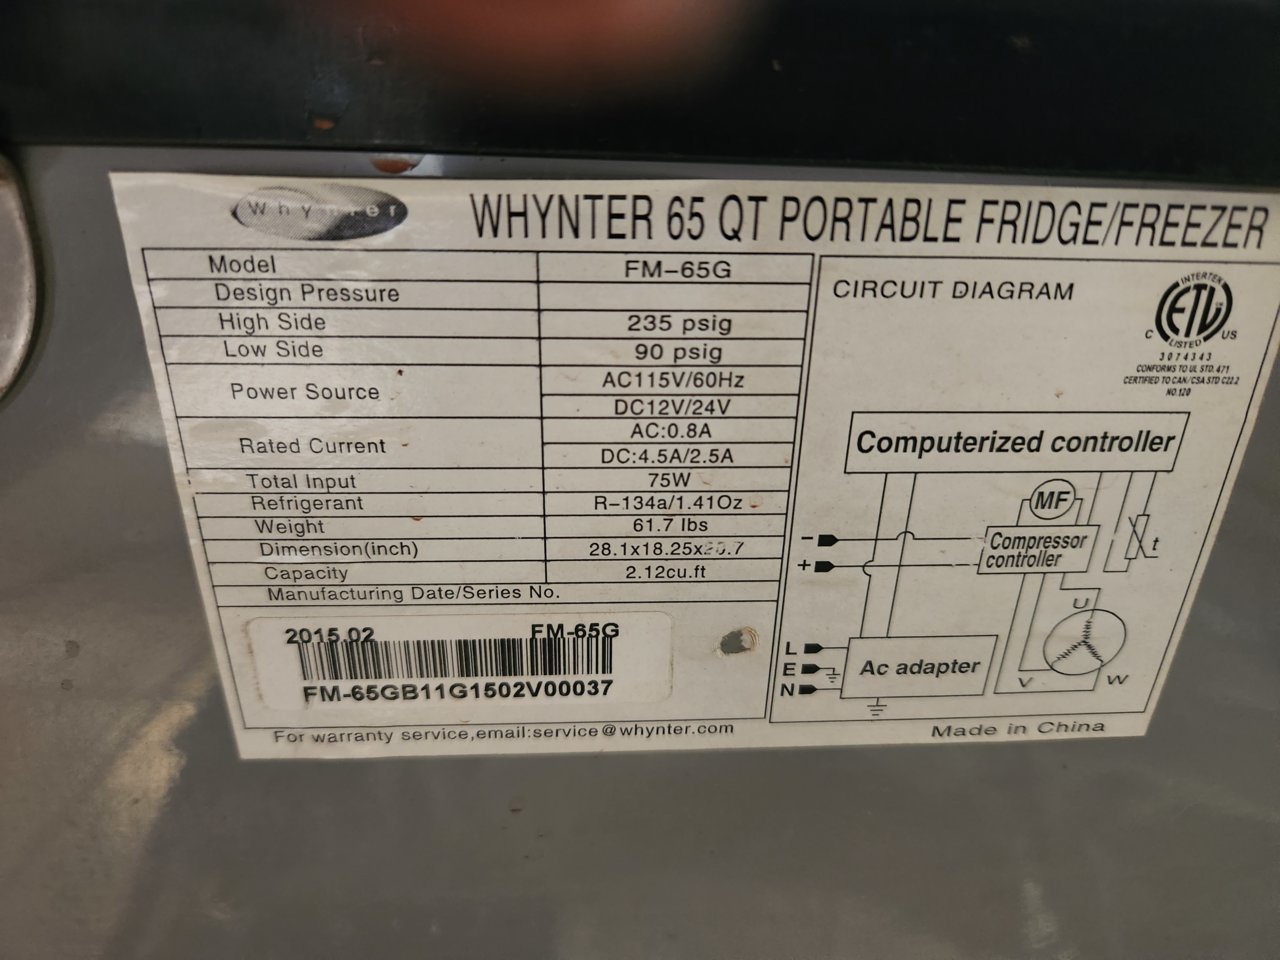 Whynter
WHYNTER 65 QT PORTABLE FRIDGE/FREEZER
Model FM-65G
Design Pressure
High Side 235 psig
Low Side 90 psig
Power Source AC115V/60Hz
DC12V/24V
Rated Current AC:0.8A
DC:4.5A/2.5A
Total Input 75W
Refrigerant R-134a/1.41Oz
Weight 61.7 lbs
Dimension(inch) 28.1x18.25x
Capacity 2.12cu.ft
Manufacturing Date/Series No.
2015.02 FM-65G
FM-65GB11G1502V00037
For warranty service,email:service@whynter.com
CIRCUIT DIAGRAM
INTERTEK
ETL
LISTED
C US
3074343
CONFORMS TO UL STD. 471
CERTIFIED TO CAN/CSA STD C22.2
NO.120
Computerized controller
MF
- Compressor
+ controller
t
U
V W
L
E Ac adapter
N
Made in China